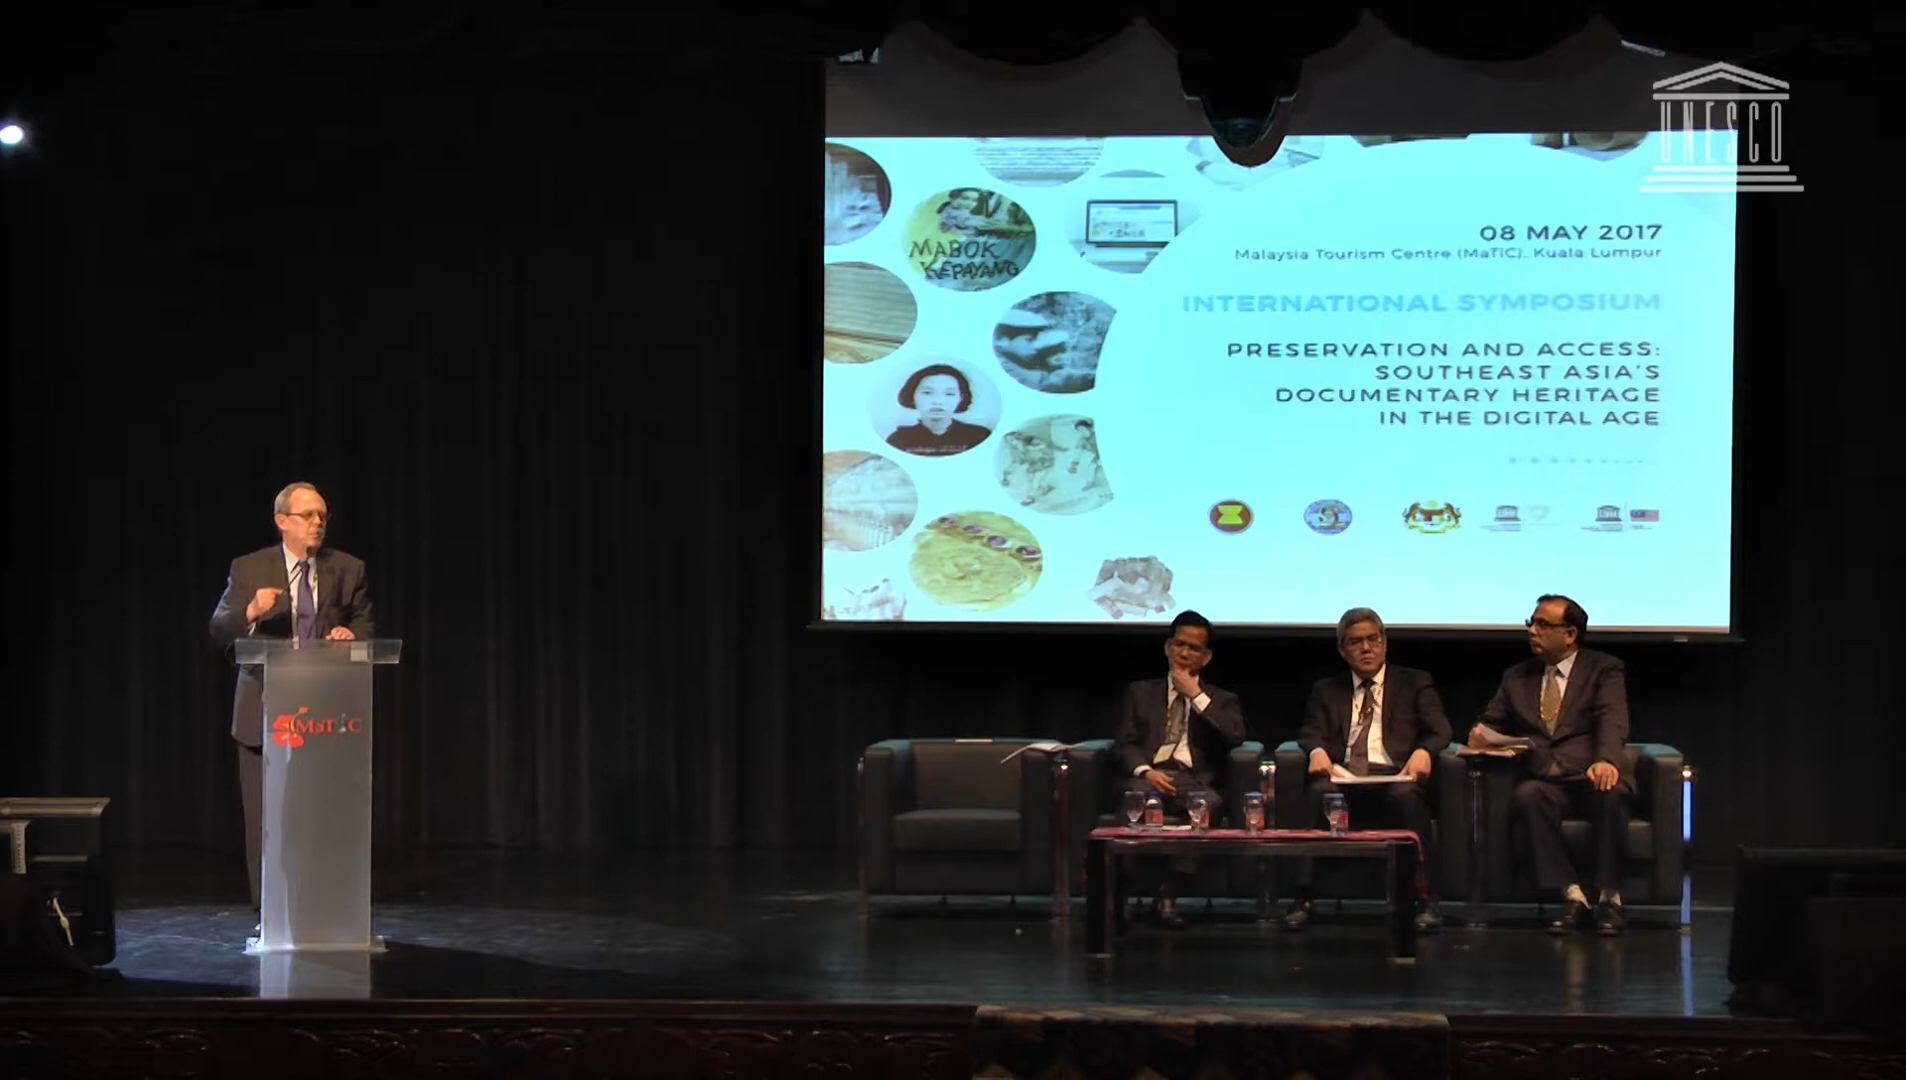 UNESCO
MABOK
KEPAYANG
08 MAY 2017
Malaysia Tourism Centre (MaTiC), Kuala Lumpur
INTERNATIONAL SYMPOSIUM
PRESERVATION AND ACCESS:
SOUTHEAST ASIA'S
DOCUMENTARY HERITAGE
IN THE DIGITAL AGE
MaTiC